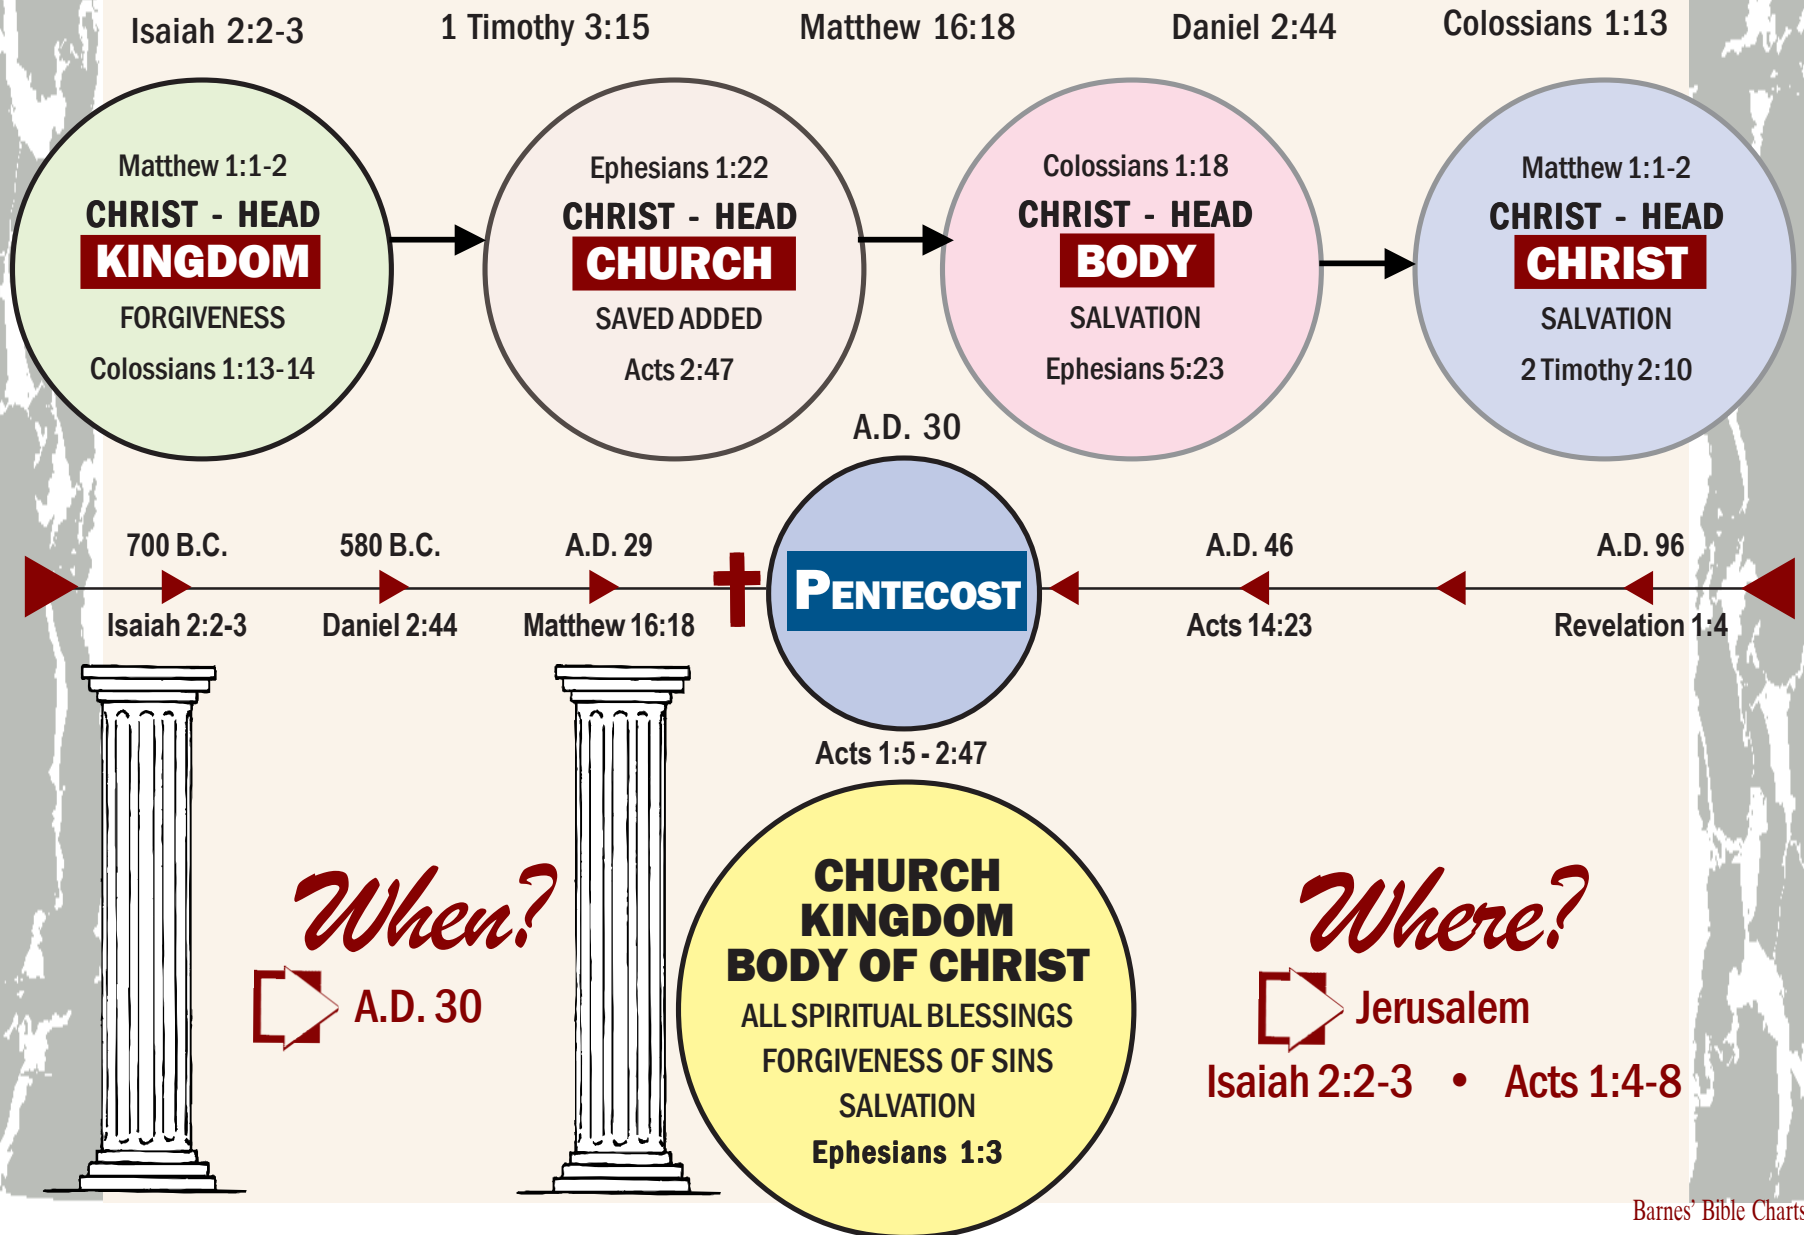 Isaiah 2:2-3
1 Timothy 3:15
Matthew 16:18
Daniel 2:44
Colossians 1:13
Matthew 1:1-2
CHRIST - HEAD
KINGDOM
FORGIVENESS
Colossians 1:13-14
Ephesians 1:22
CHRIST - HEAD
CHURCH
SAVED ADDED
Acts 2:47
Colossians 1:18
CHRIST - HEAD
BODY
SALVATION
Ephesians 5:23
Matthew 1:1-2
CHRIST - HEAD
CHRIST
SALVATION
2 Timothy 2:10
A.D. 30
700 B.C.
Isaiah 2:2-3
580 B.C.
Daniel 2:44
A.D. 29
Matthew 16:18
PENTECOST
A.D. 46
Acts 14:23
A.D. 96
Revelation 1:4
Acts 1:5 - 2:47
When?
A.D. 30
CHURCH
KINGDOM
BODY OF CHRIST
ALL SPIRITUAL BLESSINGS
FORGIVENESS OF SINS
SALVATION
Ephesians 1:3
Where?
Jerusalem
Isaiah 2:2-3 • Acts 1:4-8
Barnes' Bible Charts